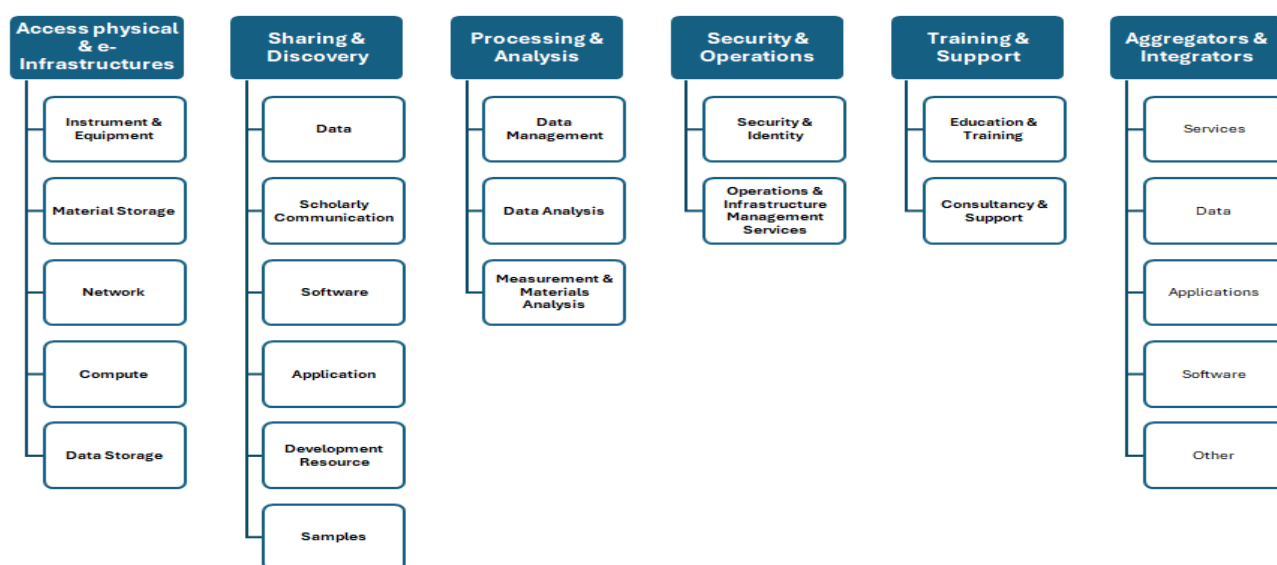 Access physical
& e-
Infrastructures
Instrument &
Equipment
Material Storage
Network
Compute
Data Storage
Sharing &
Discovery
Data
Scholarly
Communication
Software
Application
Development
Resource
Samples
Processing &
Analysis
Data
Management
Data Analysis
Measurement &
Materials
Analysis
Security &
Operations
Security &
Identity
Operations &
Infrastructure
Management
Services
Training &
Support
Education &
Training
Consultancy &
Support
Aggregators &
Integrators
Services
Data
Applications
Software
Other